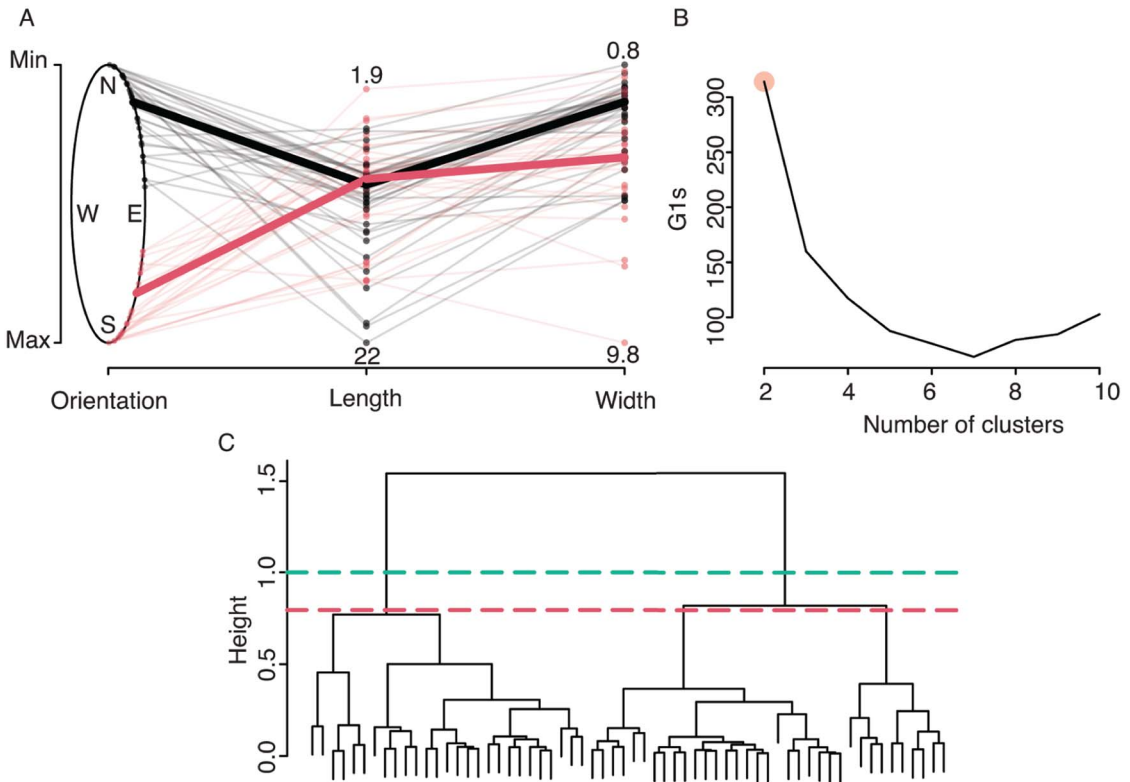 A
Min
Max
N
W E
S
1.9
22
0.8
9.8
Orientation Length Width
B
G1s
300
250
200
150
100
2 4 6 8 10
Number of clusters
C
Height
1.5
1.0
0.5
0.0